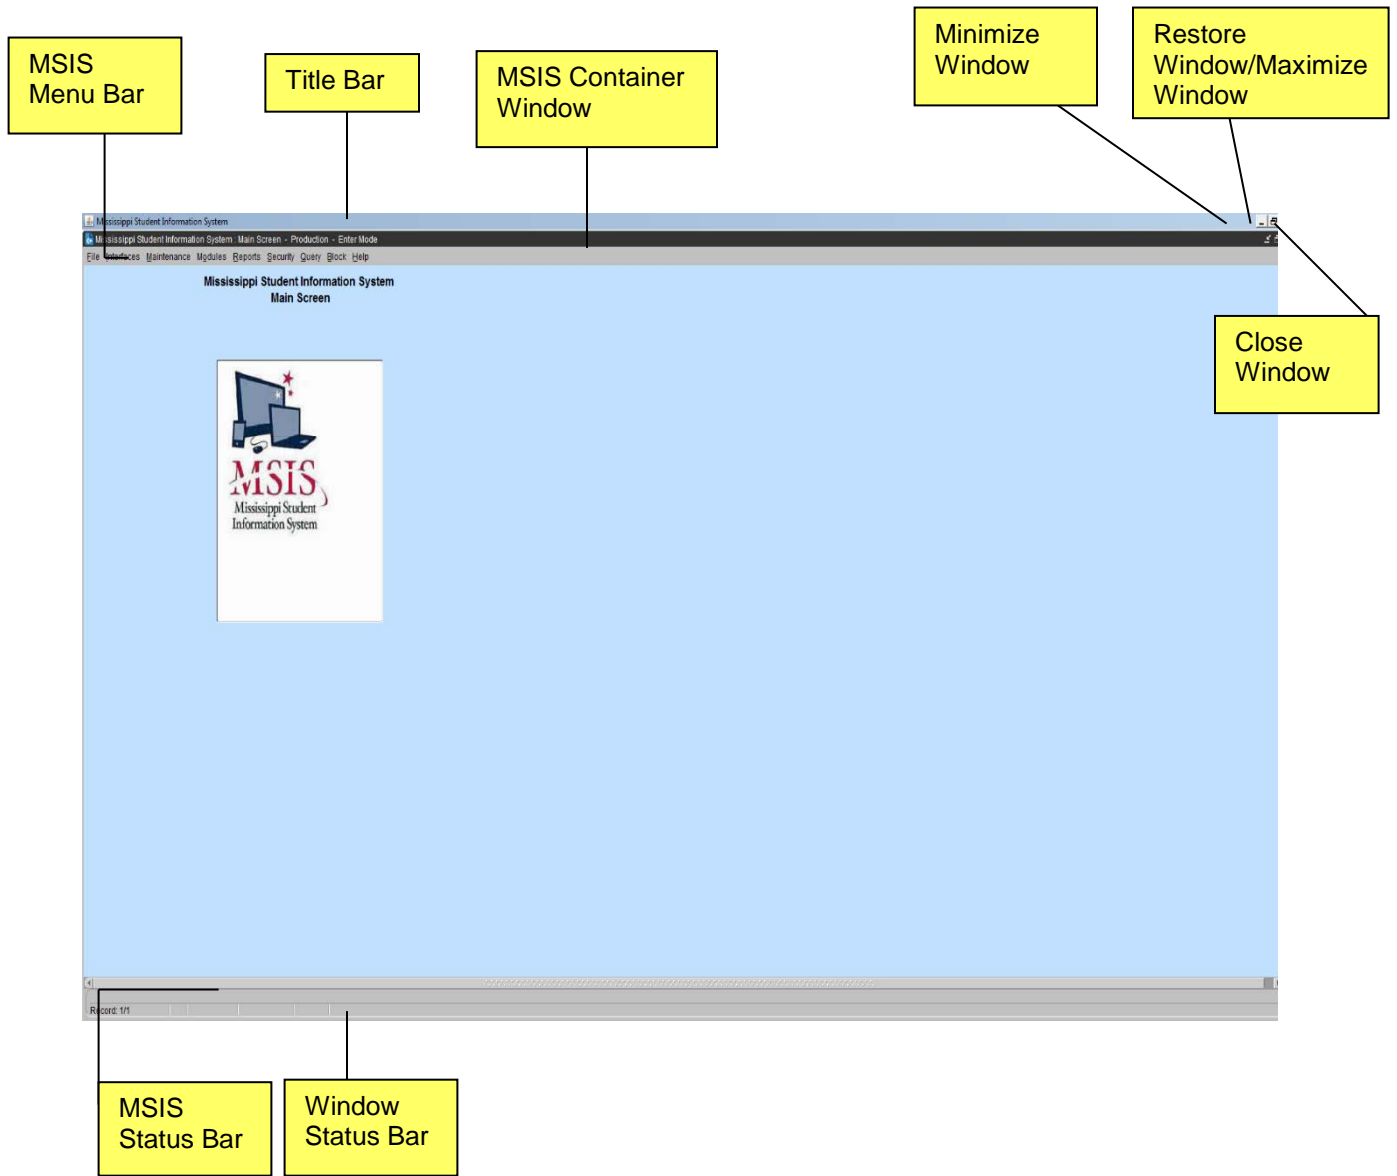 Minimize
Window
Restore
Window/Maximize
Window
MSIS
Menu Bar
Title Bar
MSIS Container
Window
Mississippi Student Information System
Mississippi Student Information System : Main Screen - Production - Enter Mode
File Interfaces Maintenance Modules Reports Security Query Block Help
Mississippi Student Information System
Main Screen
Close
Window
MSIS
Mississippi Student
Information System
Record: 1/1
MSIS
Status Bar
Window
Status Bar